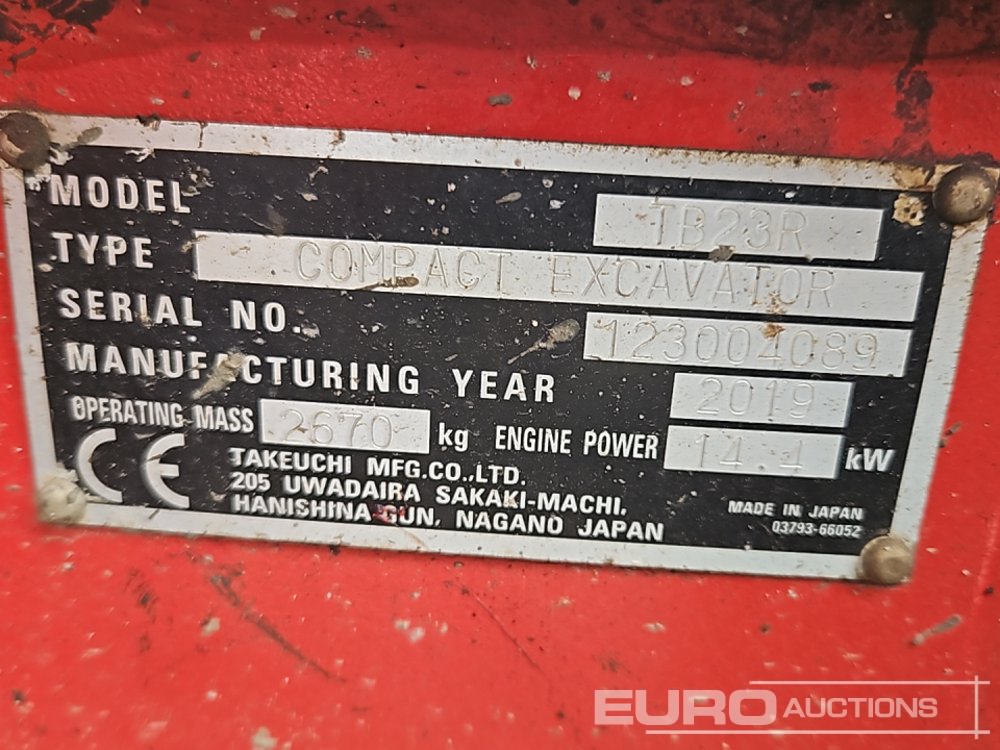 MODEL TB23R
TYPE COMPACT EXCAVATOR
SERIAL NO. 123004089
MANUFACTURING YEAR 2019
OPERATING MASS 2670 kg ENGINE POWER 14.4 kW
CE
TAKEUCHI MFG.CO.,LTD.
205 UWADAIRA SAKAKI-MACHI,
HANISHINA-GUN, NAGANO JAPAN
MADE IN JAPAN
03793-66052
EURO AUCTIONS